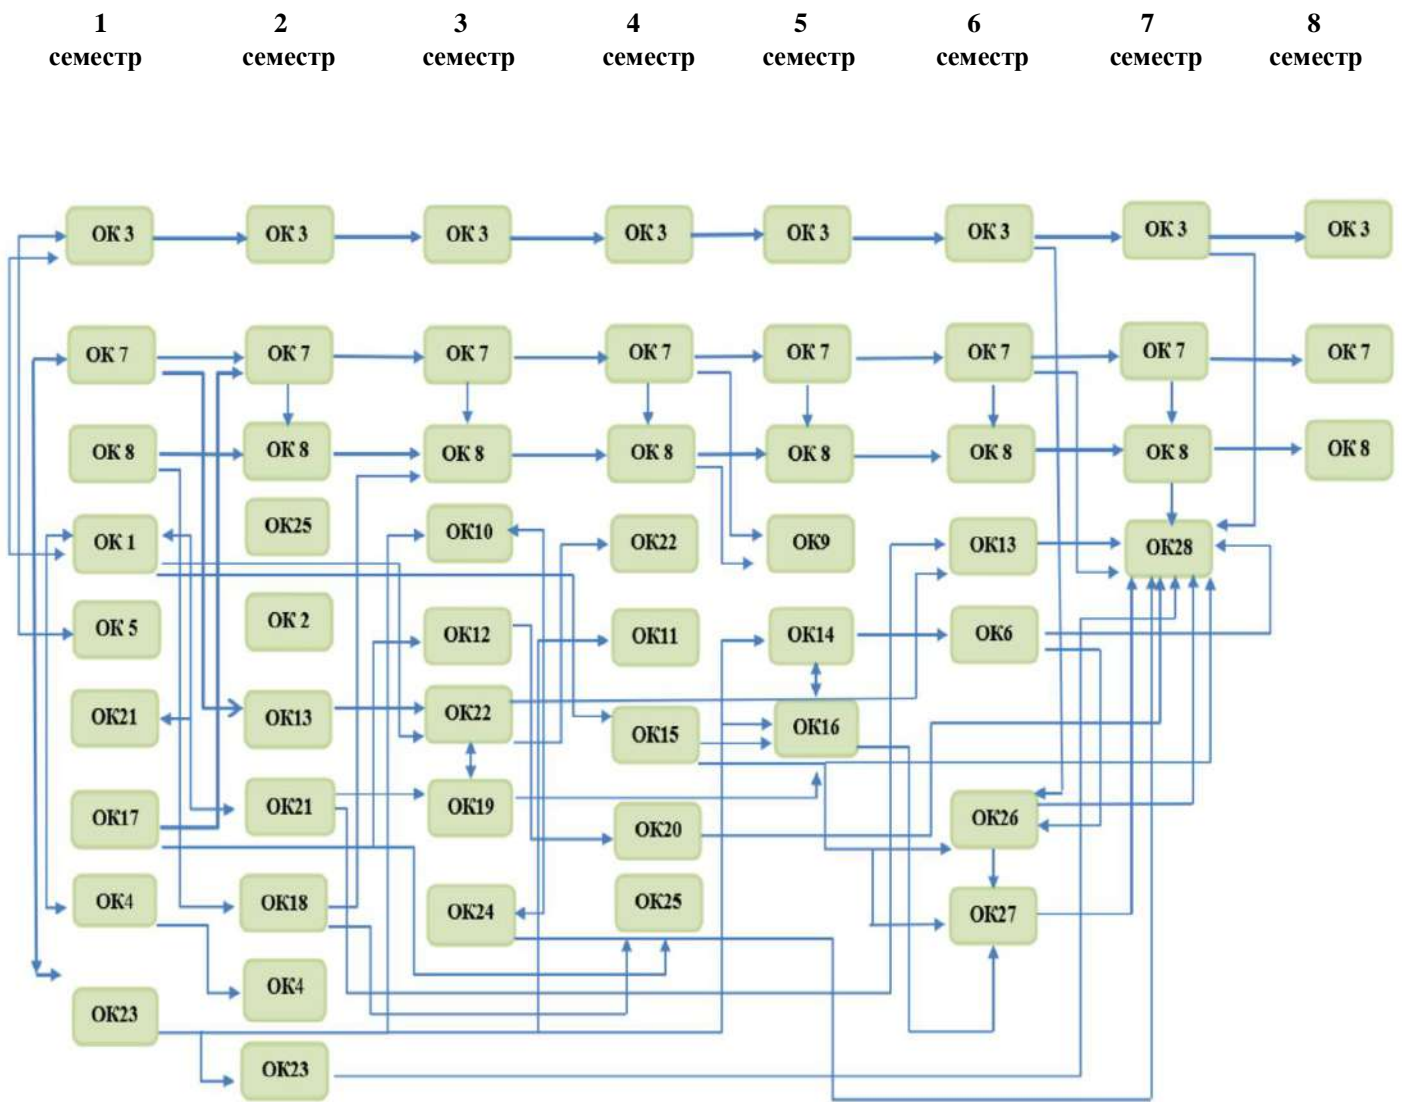 1 2 3 4 5 6 7 8
семестр семестр семестр семестр семестр семестр семестр семестр
ОК 3 ОК 3 ОК 3 ОК 3 ОК 3 ОК 3 ОК 3 ОК 3
ОК 7 ОК 7 ОК 7 ОК 7 ОК 7 ОК 7 ОК 7 ОК 7
ОК 8 ОК 8 ОК 8 ОК 8 ОК 8 ОК 8 ОК 8 ОК 8
ОК 1 ОК25 ОК10 ОК22 ОК9 ОК13 ОК28
ОК 5 ОК 2 ОК12 ОК11 ОК14 ОК6
ОК21 ОК13 ОК22 ОК15 ОК16
ОК17 ОК21 ОК19 ОК20 ОК26
ОК4 ОК18 ОК24 ОК25 ОК27
ОК23 ОК4
ОК23